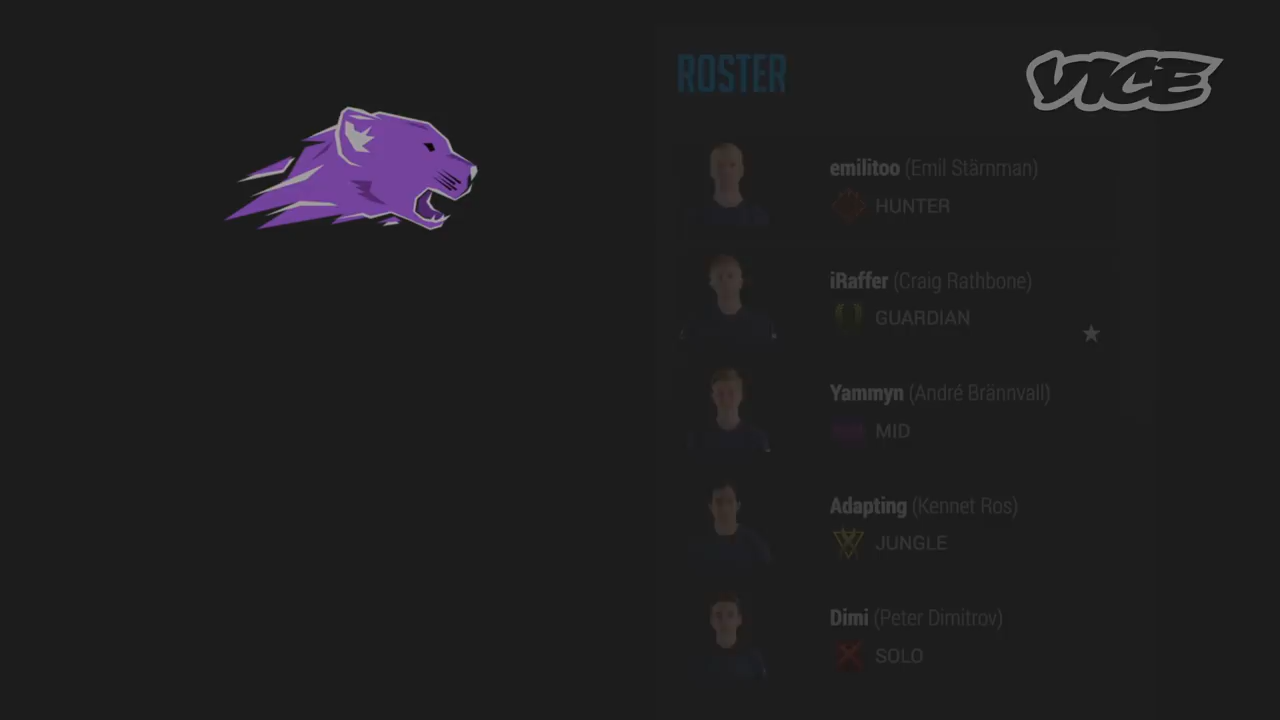 ROSTER
VICE
emilitoo (Emil Stärnman)
HUNTER
iRaffer (Craig Rathbone)
GUARDIAN
Yammyn (André Brännvall)
MID
Adapting (Kennet Ros)
JUNGLE
Dimi (Peter Dimitrov)
SOLO